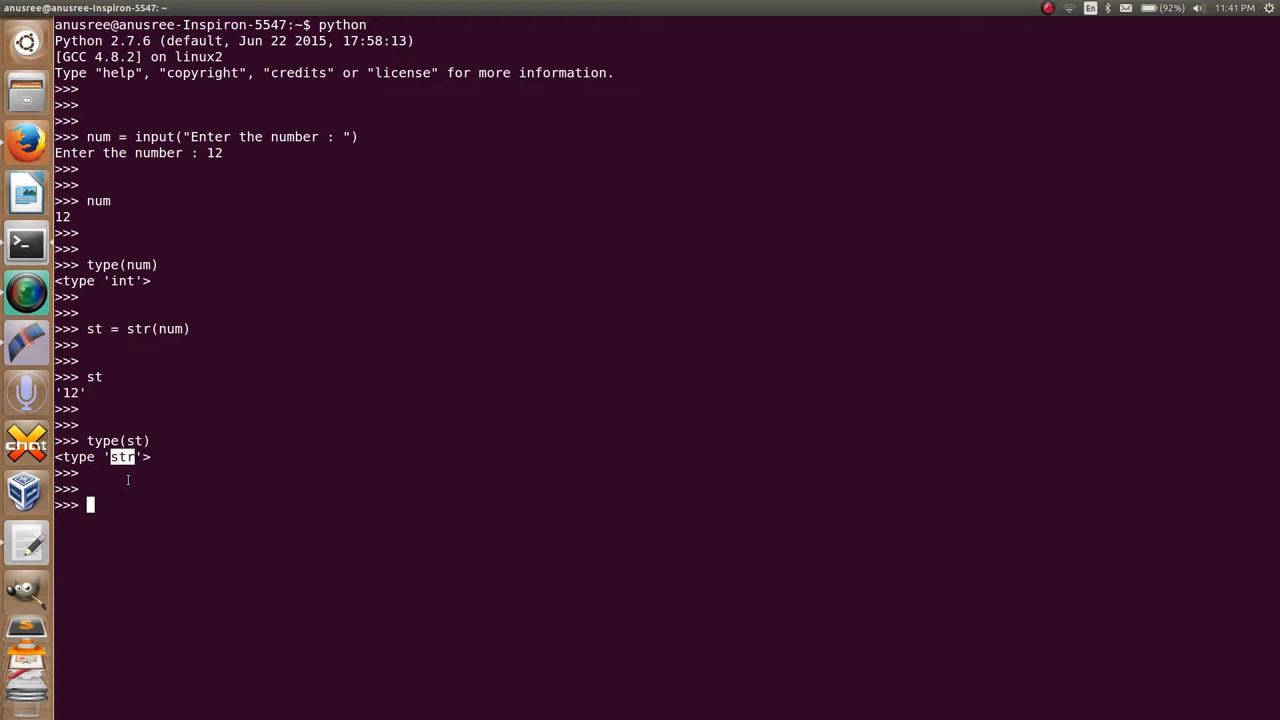 anusree@anusree-Inspiron-5547: ~
En
(92%)
11:41 PM
anusree@anusree-Inspiron-5547:~$ python
Python 2.7.6 (default, Jun 22 2015, 17:58:13)
[GCC 4.8.2] on linux2
Type "help", "copyright", "credits" or "license" for more information.
>>>
>>>
>>>
>>> num = input("Enter the number : ")
Enter the number : 12
>>>
>>>
>>> num
12
>>>
>>>
>>> type(num)
<type 'int'>
>>>
>>>
>>> st = str(num)
>>>
>>>
>>> st
'12'
>>>
>>>
>>> type(st)
<type 'str'>
>>>
>>>
>>>
chat